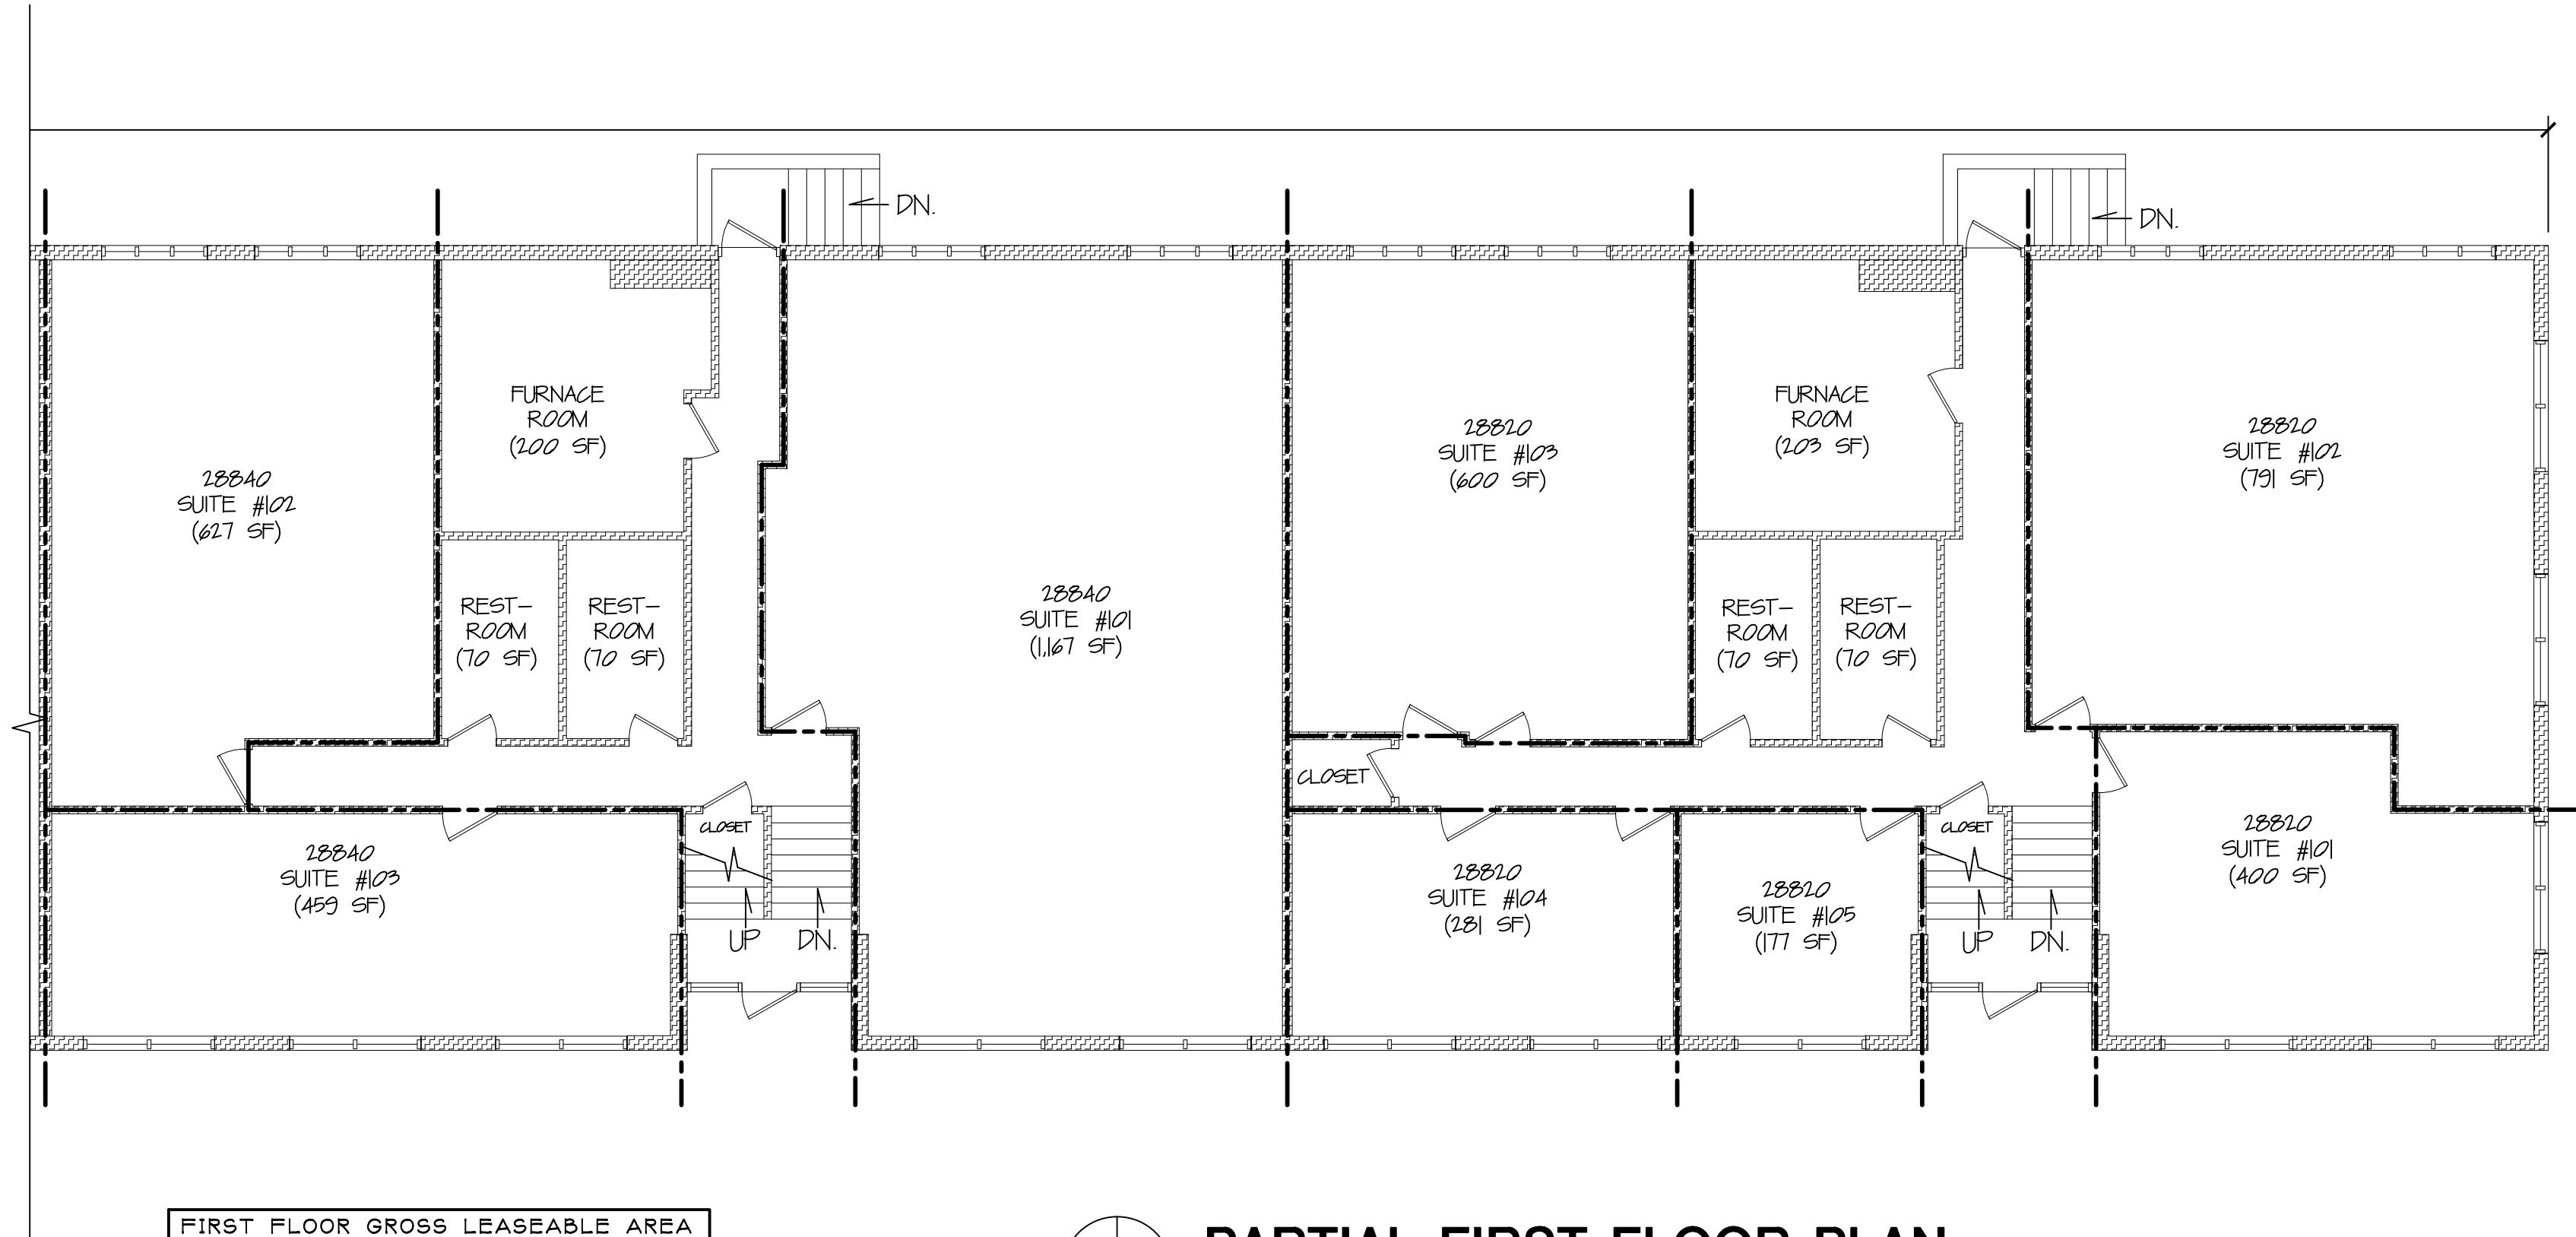 DN.
DN.
28840
SUITE #102
(627 SF)
FURNACE
ROOM
(200 SF)
REST-
ROOM
(70 SF)
REST-
ROOM
(70 SF)
28840
SUITE #101
(1,167 SF)
28820
SUITE #103
(600 SF)
FURNACE
ROOM
(203 SF)
REST-
ROOM
(70 SF)
REST-
ROOM
(70 SF)
28820
SUITE #102
(791 SF)
28840
SUITE #103
(459 SF)
CLOSET
UP
DN.
CLOSET
28820
SUITE #104
(281 SF)
28820
SUITE #105
(177 SF)
CLOSET
UP
DN.
28820
SUITE #101
(400 SF)
FIRST FLOOR GROSS LEASEABLE AREA
PARTIAL FIRST FLOOR PLAN